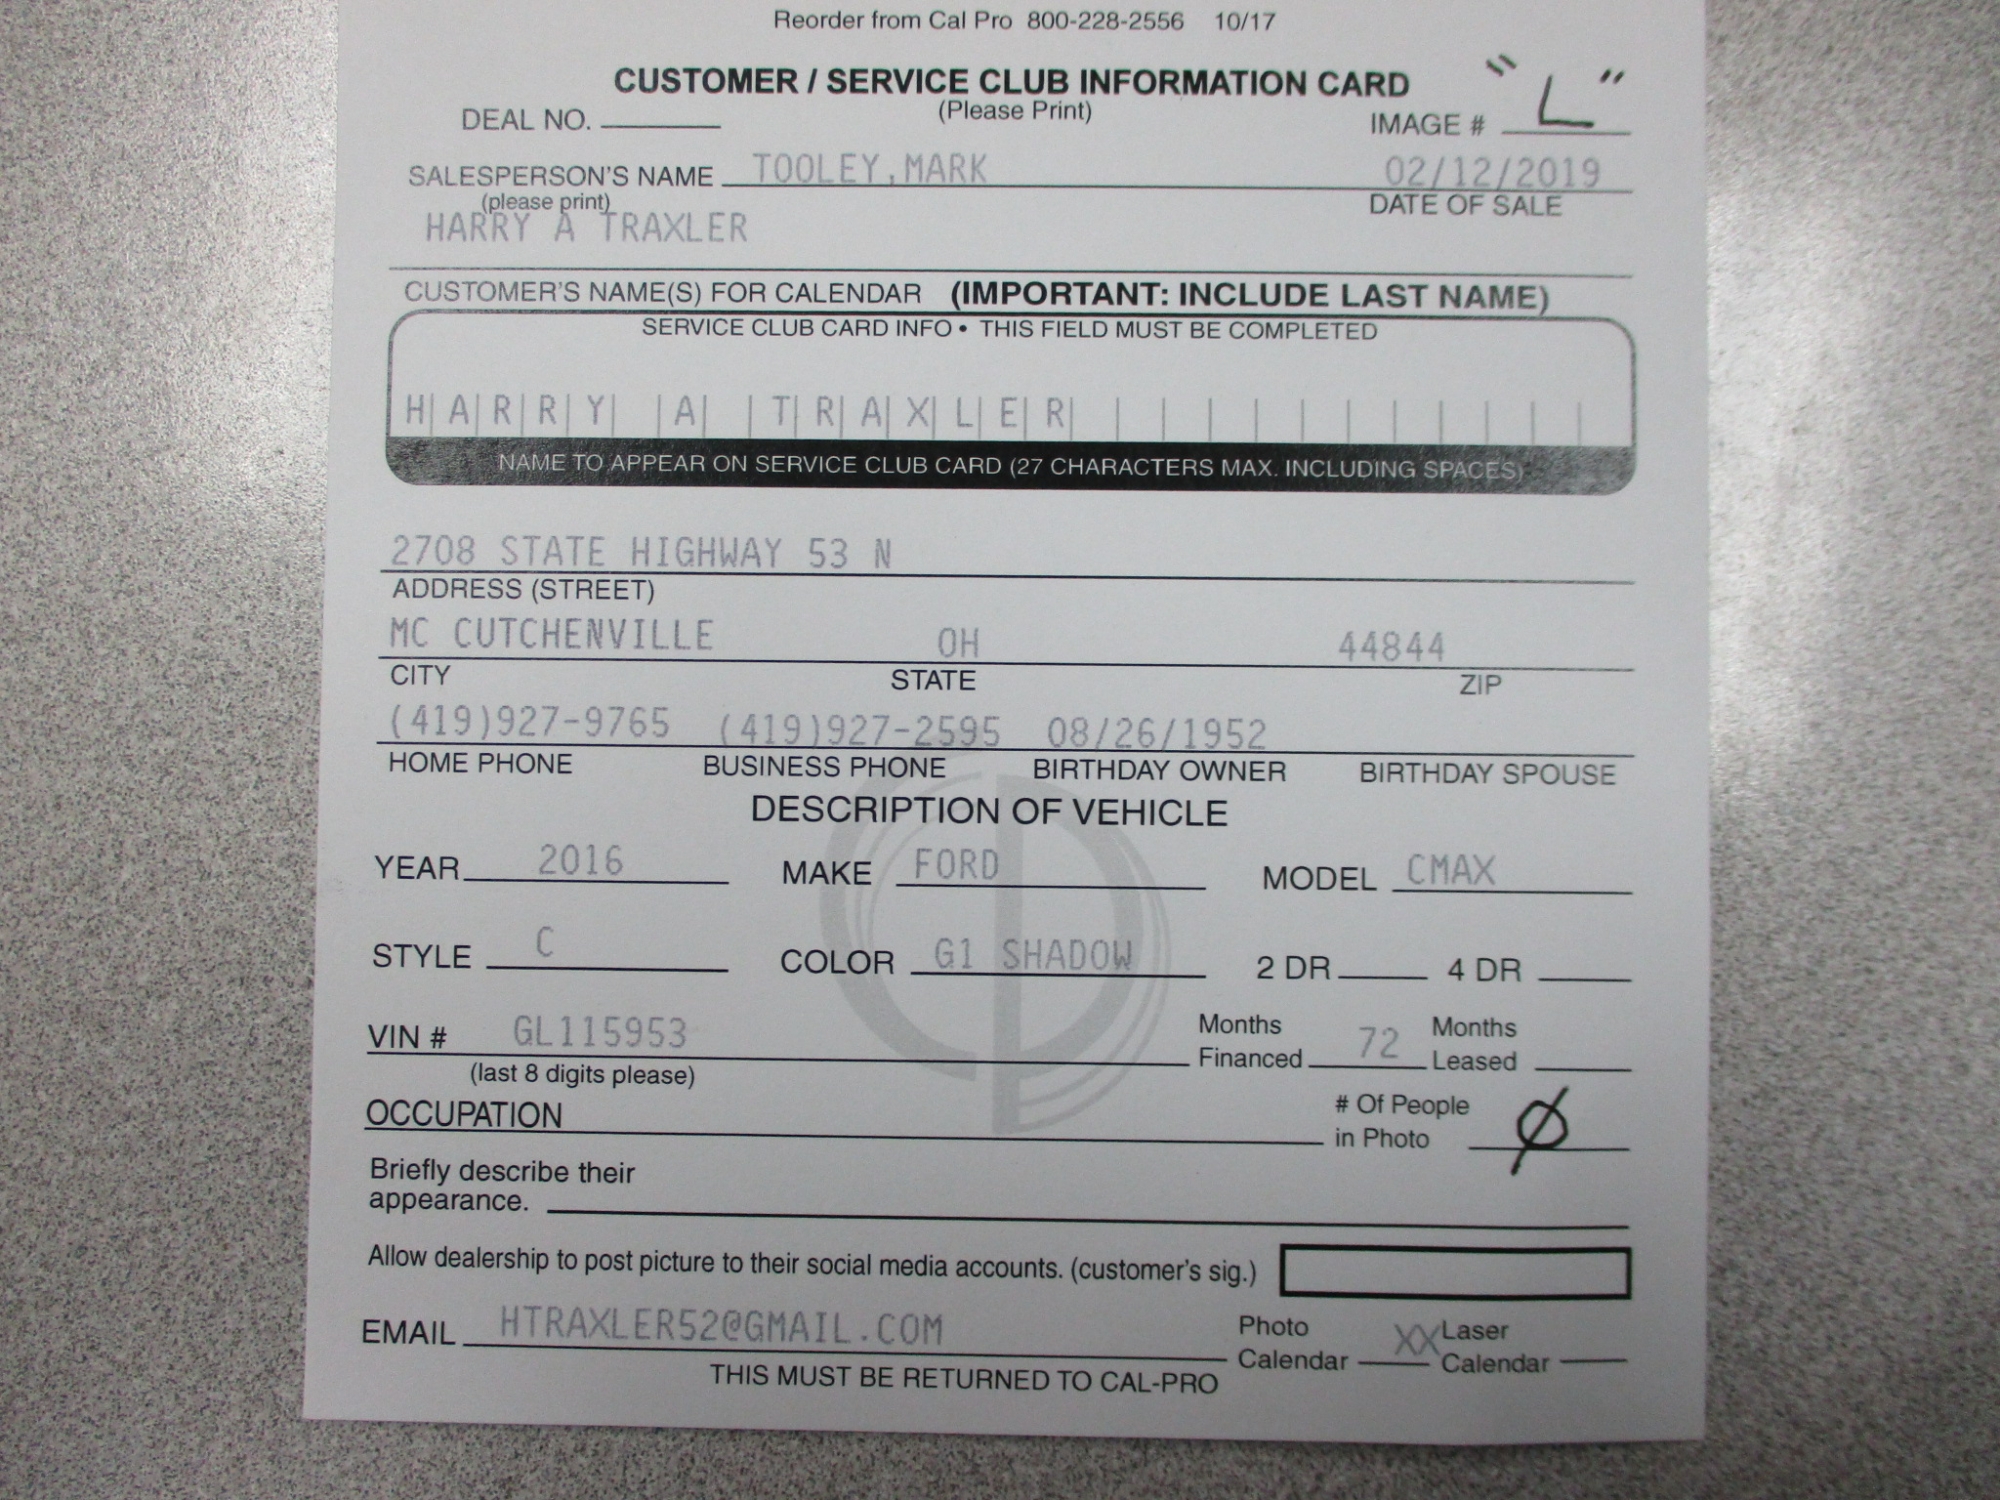 Reorder from Cal Pro 800-228-2556 10/17
CUSTOMER / SERVICE CLUB INFORMATION CARD
(Please Print)
DEAL NO. IMAGE # "L"
SALESPERSON'S NAME TOOLEY,MARK 02/12/2019
(please print) DATE OF SALE
HARRY A TRAXLER
CUSTOMER'S NAME(S) FOR CALENDAR (IMPORTANT: INCLUDE LAST NAME)
SERVICE CLUB CARD INFO • THIS FIELD MUST BE COMPLETED
HARRY A TRAXLER
NAME TO APPEAR ON SERVICE CLUB CARD (27 CHARACTERS MAX. INCLUDING SPACES)
2708 STATE HIGHWAY 53 N
ADDRESS (STREET)
MC CUTCHENVILLE OH 44844
CITY STATE ZIP
(419)927-9765 (419)927-2595 08/26/1952
HOME PHONE BUSINESS PHONE BIRTHDAY OWNER BIRTHDAY SPOUSE
DESCRIPTION OF VEHICLE
YEAR 2016 MAKE FORD MODEL CMAX
STYLE C COLOR G1 SHADOW 2 DR 4 DR
VIN # GL115953 Months Financed 72 Months Leased
(last 8 digits please)
OCCUPATION # Of People in Photo Ø
Briefly describe their
appearance.
Allow dealership to post picture to their social media accounts. (customer's sig.)
EMAIL HTRAXLER52@GMAIL.COM Photo Calendar XX Laser Calendar
THIS MUST BE RETURNED TO CAL-PRO